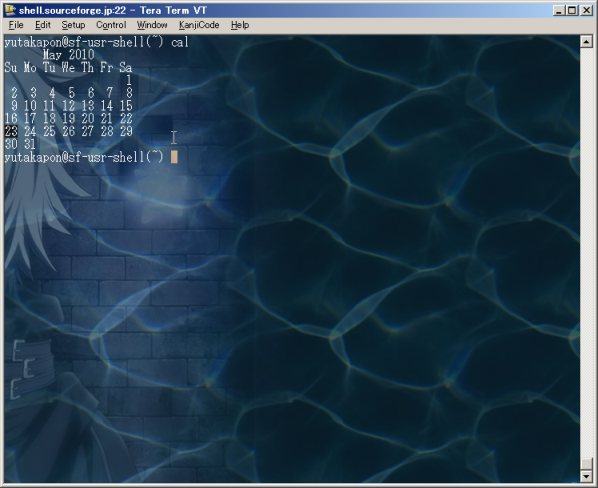 shell.sourceforge.jp:22 - Tera Term VT
File Edit Setup Control Window KanjiCode Help
yutakapon@sf-usr-shell(~) cal
      May 2010
Su Mo Tu We Th Fr Sa
                   1
 2  3  4  5  6  7  8
 9 10 11 12 13 14 15
16 17 18 19 20 21 22
23 24 25 26 27 28 29
30 31
yutakapon@sf-usr-shell(~)